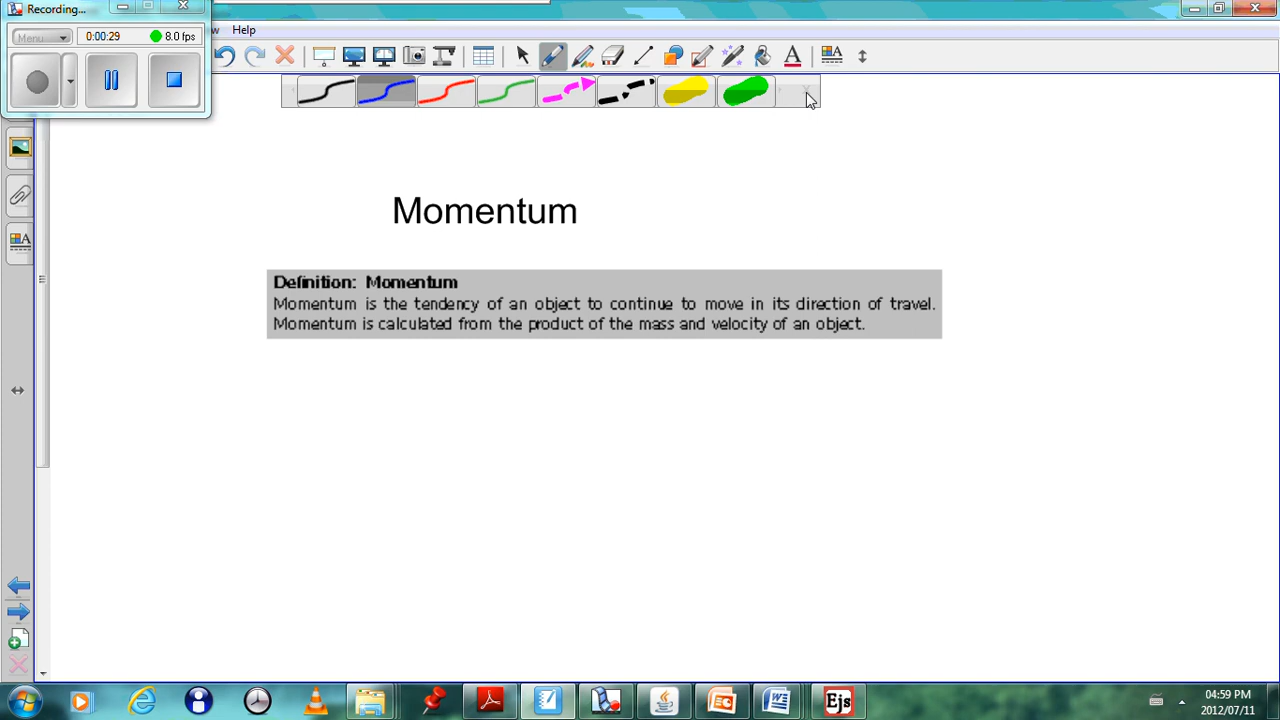 Recording...
Menu 0:00:29 8.0 fps
w Help
Momentum
Definition: Momentum
Momentum is the tendency of an object to continue to move in its direction of travel.
Momentum is calculated from the product of the mass and velocity of an object.
Ejs
04:59 PM
2012/07/11